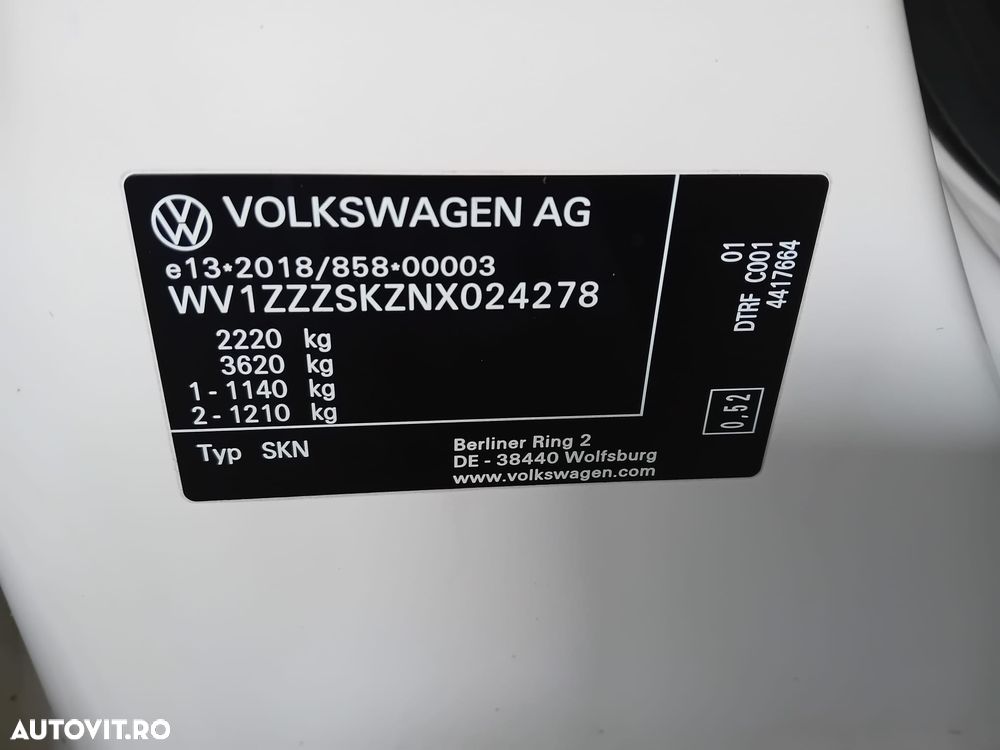 VOLKSWAGEN AG
e13*2018/858*00003
WV1ZZZSKZNX024278
2220 kg
3620 kg
1 - 1140 kg
2 - 1210 kg
Typ SKN
Berliner Ring 2
DE - 38440 Wolfsburg
www.volkswagen.com
01
DTRF C001
4417664
0,52
AUTOVIT.RO